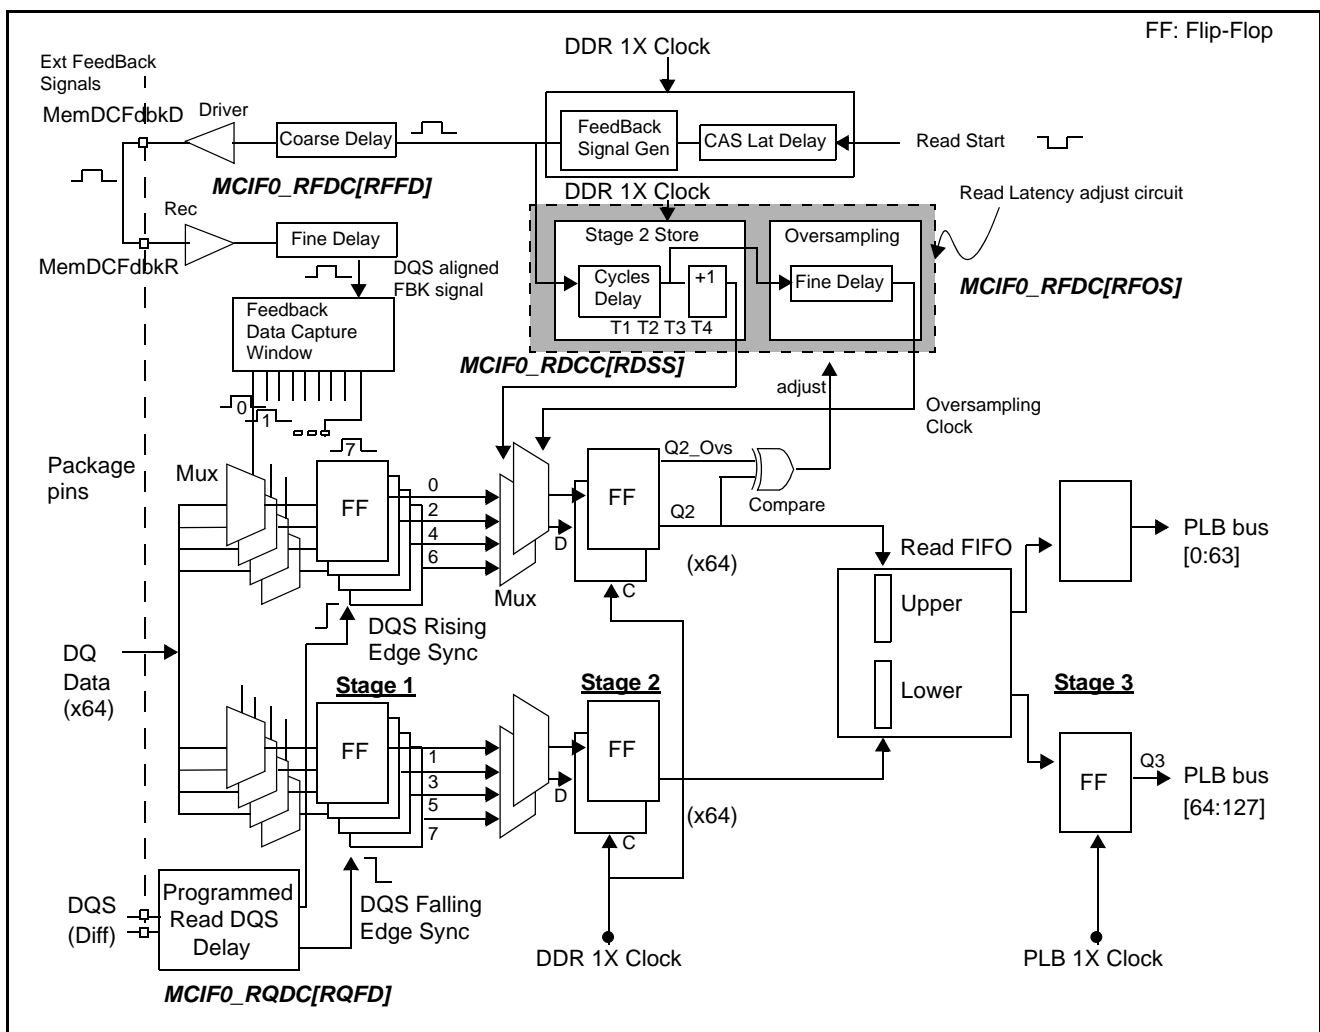 FF: Flip-Flop
DDR 1X Clock
Ext FeedBack
Signals
MemDCFdbkD
Driver
Coarse Delay
FeedBack
Signal Gen
CAS Lat Delay
Read Start
MCIF0_RFDC[RFFD]
DDR 1X Clock
Read Latency adjust circuit
Rec
Fine Delay
MemDCFdbkR
DQS aligned
FBK signal
Stage 2 Store
Oversampling
Cycles
Delay
+1
Fine Delay
T1 T2 T3 T4
MCIF0_RFDC[RFOS]
Feedback
Data Capture
Window
MCIF0_RDCC[RDSS]
adjust
Oversampling
Clock
0
1
7
Package
pins
Mux
FF
0
2
4
6
Mux
D
FF
C
Q2_Ovs
Q2
Compare
(x64)
Read FIFO
Upper
Lower
PLB bus
[0:63]
DQS Rising
Edge Sync
DQ
Data
(x64)
Stage 1
Stage 2
Stage 3
FF
1
3
5
7
D
FF
C
(x64)
FF
Q3
PLB bus
[64:127]
DQS
(Diff)
Programmed
Read DQS
Delay
DQS Falling
Edge Sync
DDR 1X Clock
PLB 1X Clock
MCIF0_RQDC[RQFD]